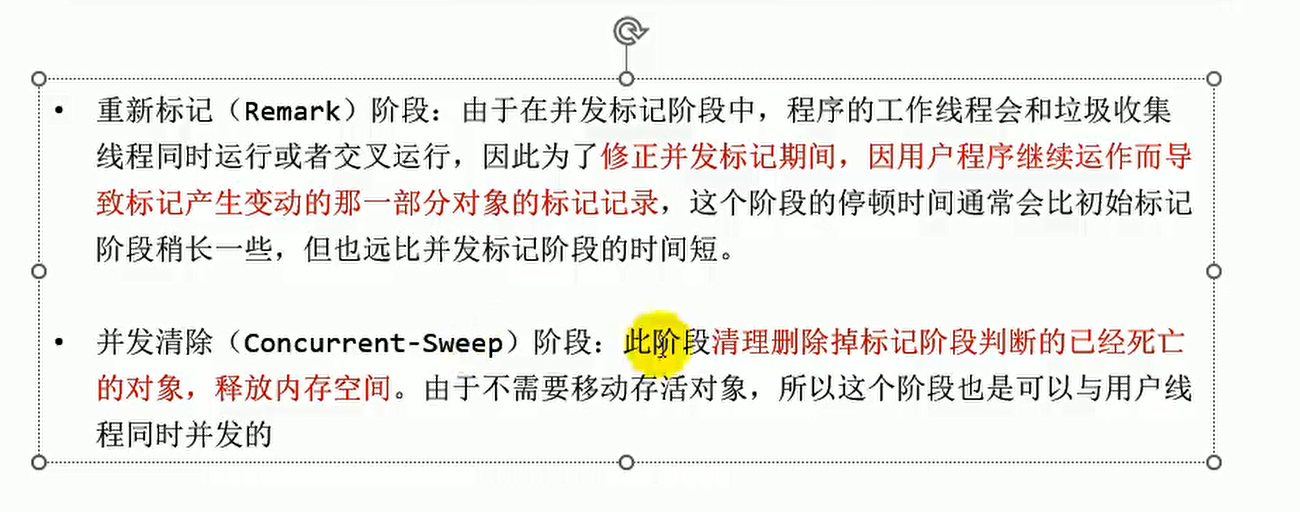 • 重新标记（Remark）阶段：由于在并发标记阶段中，程序的工作线程会和垃圾收集
线程同时运行或者交叉运行，因此为了修正并发标记期间，因用户程序继续运作而导
致标记产生变动的那一部分对象的标记记录，这个阶段的停顿时间通常会比初始标记
阶段稍长一些，但也远比并发标记阶段的时间短。
• 并发清除（Concurrent-Sweep）阶段：此阶段清理删除掉标记阶段判断的已经死亡
的对象，释放内存空间。由于不需要移动存活对象，所以这个阶段也是可以与用户线
程同时并发的